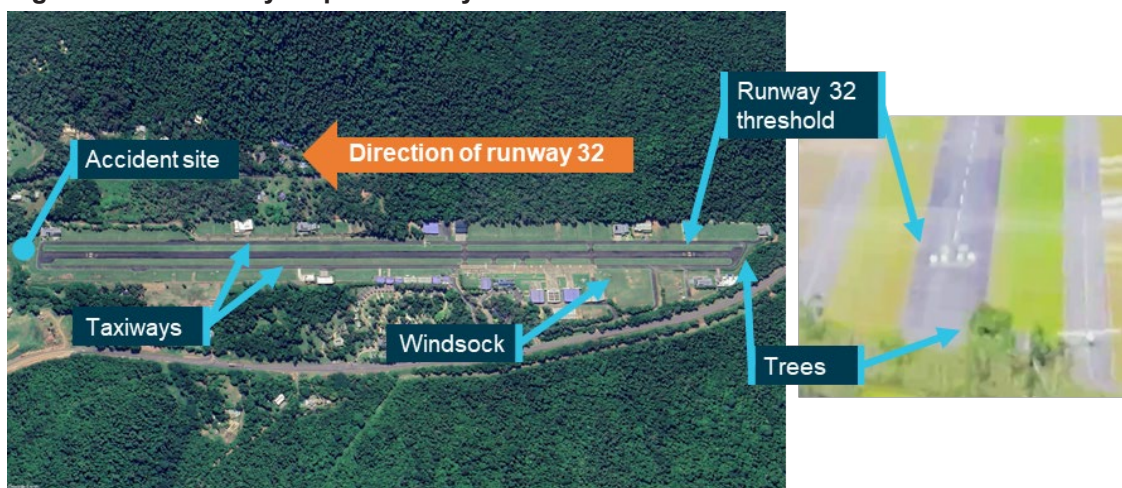 Runway 32
threshold
Accident site
Direction of runway 32
Taxiways
Windsock
Trees